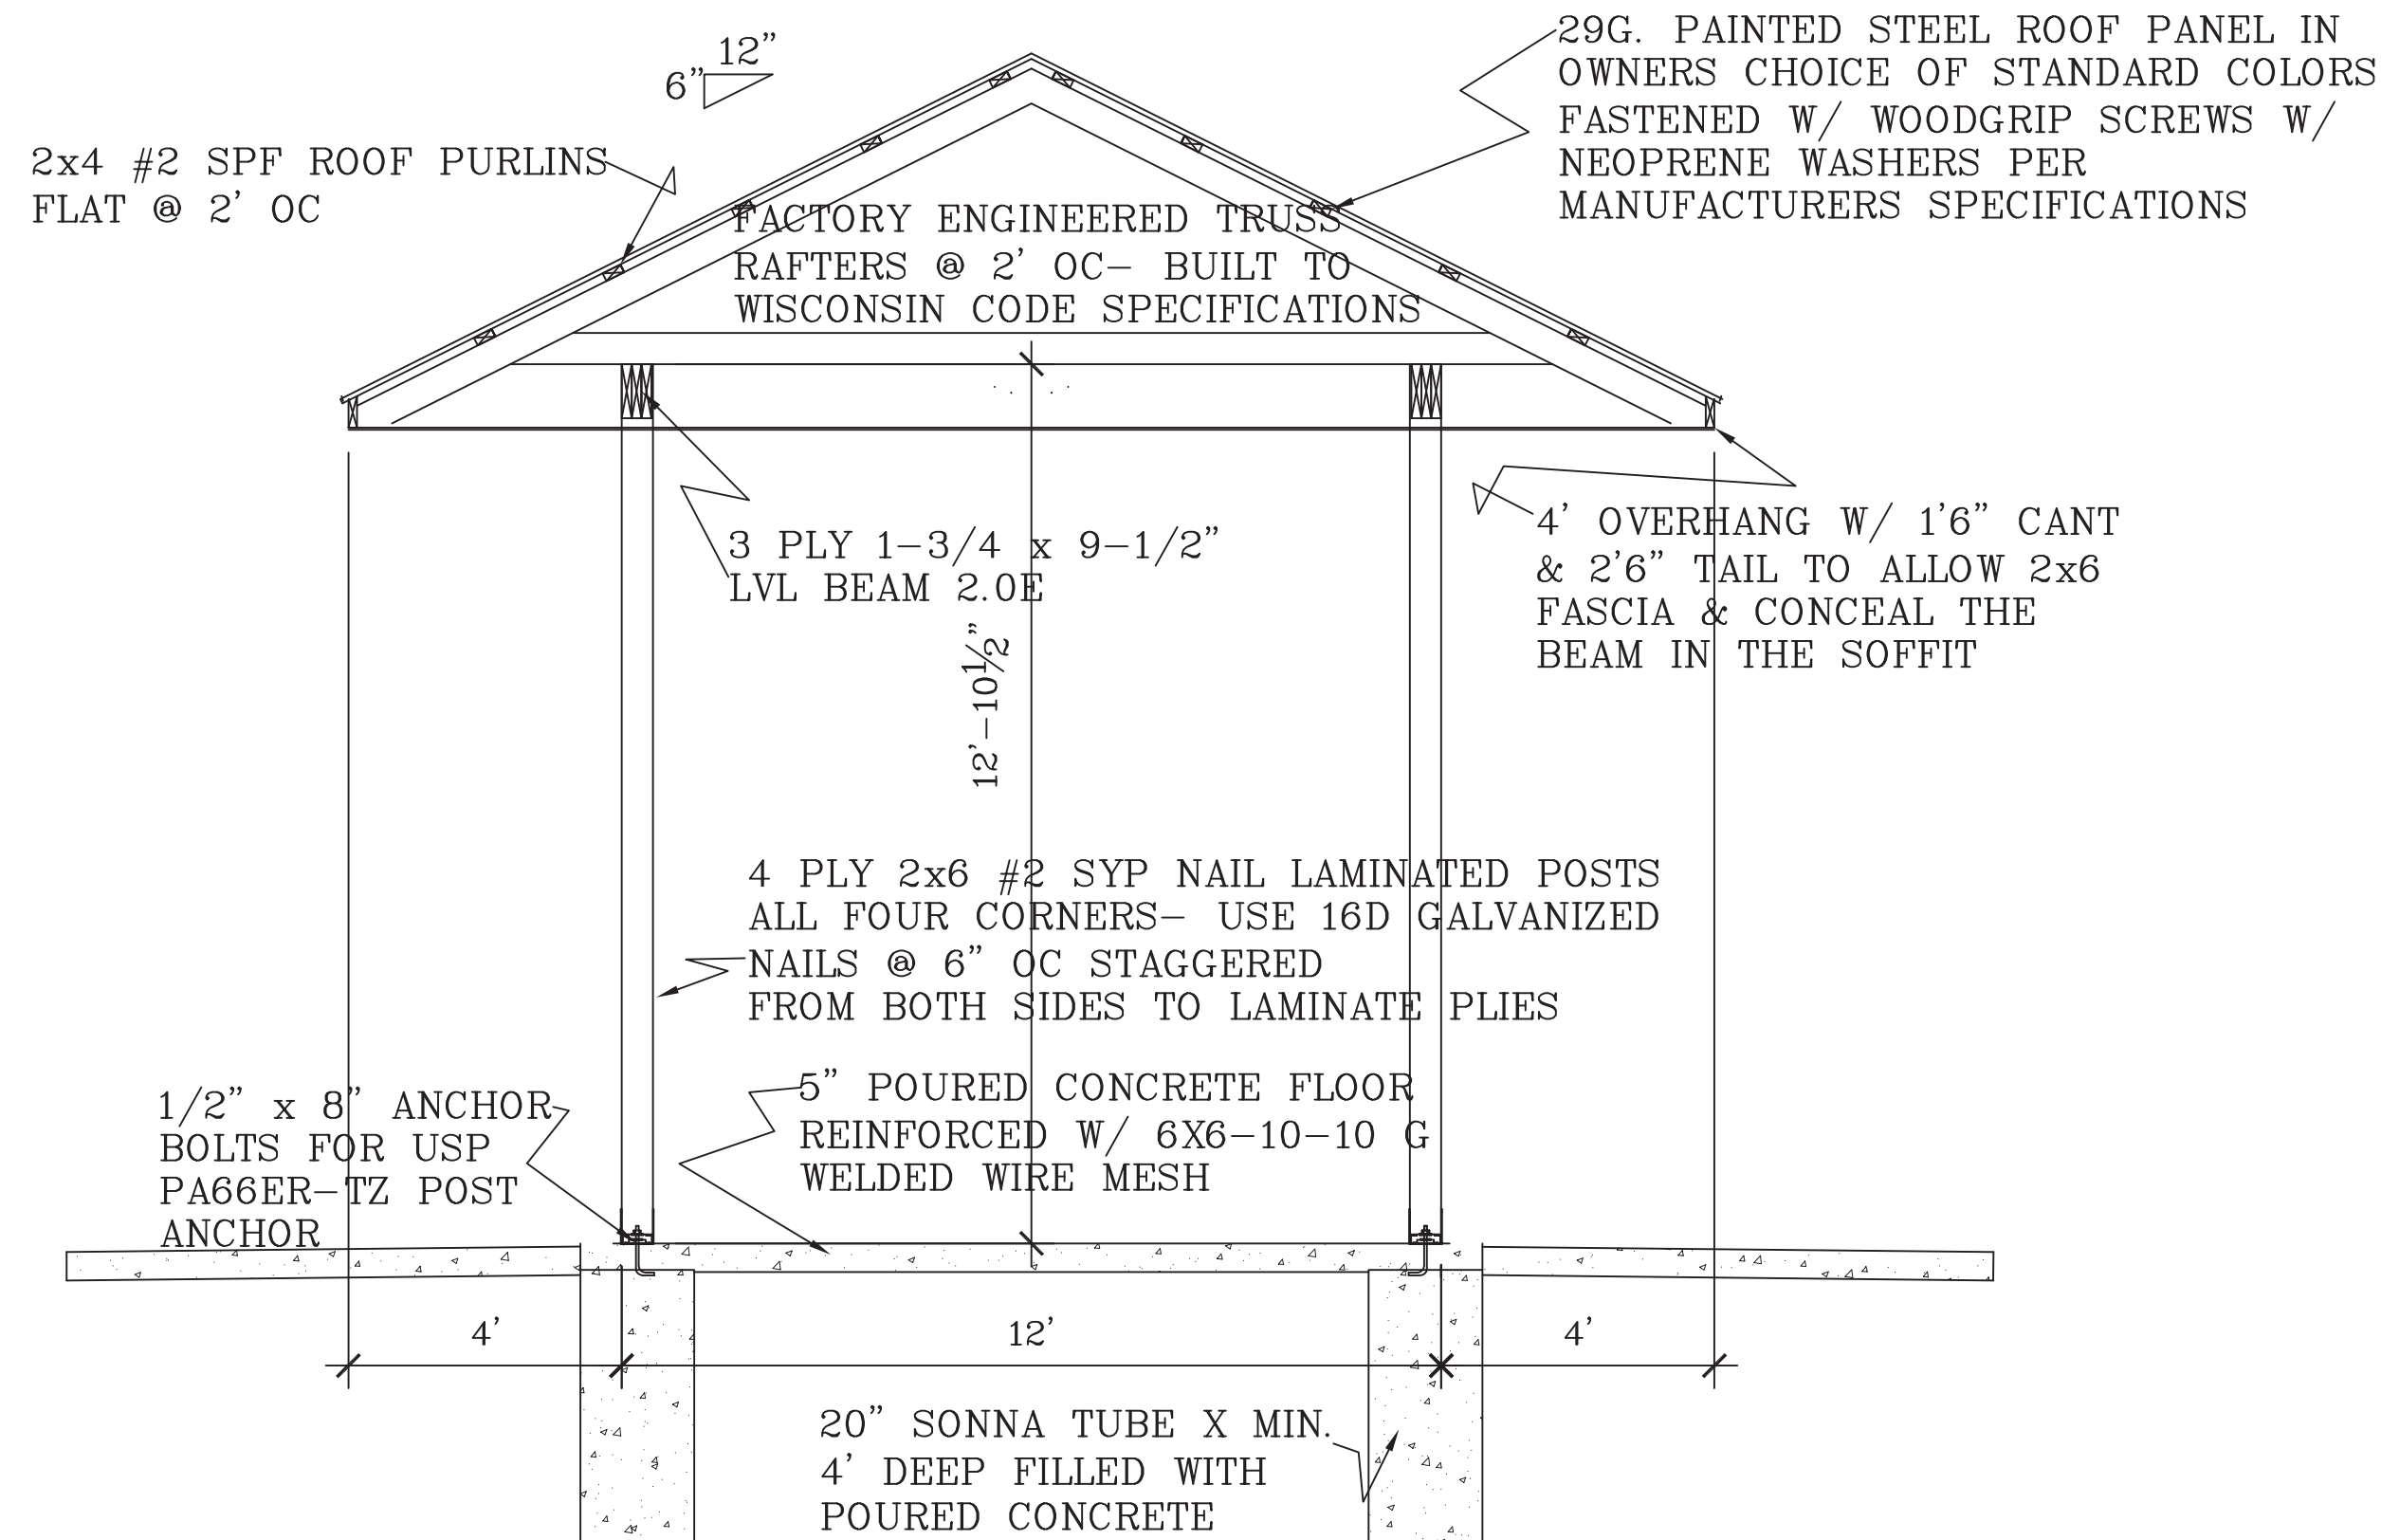 12"
6"
29G. PAINTED STEEL ROOF PANEL IN
OWNERS CHOICE OF STANDARD COLORS
FASTENED W/ WOODGRIP SCREWS W/
NEOPRENE WASHERS PER
MANUFACTURERS SPECIFICATIONS
2x4 #2 SPF ROOF PURLINS
FLAT @ 2' OC
FACTORY ENGINEERED TRUSS
RAFTERS @ 2' OC- BUILT TO
WISCONSIN CODE SPECIFICATIONS
3 PLY 1-3/4 x 9-1/2"
LVL BEAM 2.0E
4' OVERHANG W/ 1'6" CANT
& 2'6" TAIL TO ALLOW 2x6
FASCIA & CONCEAL THE
BEAM IN THE SOFFIT
12'-10 1/2"
4 PLY 2x6 #2 SYP NAIL LAMINATED POSTS
ALL FOUR CORNERS- USE 16D GALVANIZED
NAILS @ 6" OC STAGGERED
FROM BOTH SIDES TO LAMINATE PLIES
1/2" x 8" ANCHOR
BOLTS FOR USP
PA66ER-TZ POST
ANCHOR
5" POURED CONCRETE FLOOR
REINFORCED W/ 6X6-10-10 G
WELDED WIRE MESH
4'
12'
4'
20" SONNA TUBE X MIN.
4' DEEP FILLED WITH
POURED CONCRETE